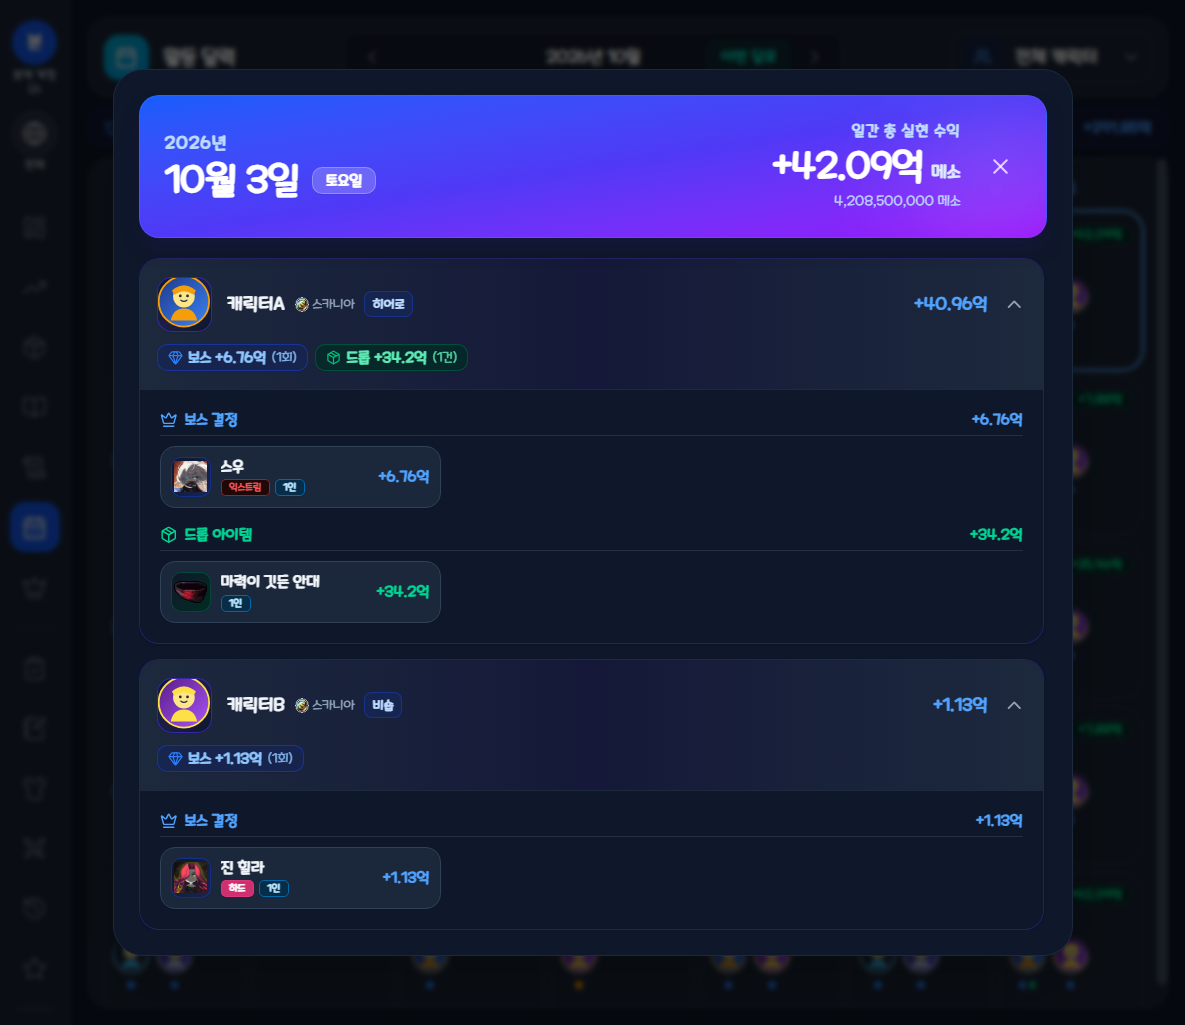 2026년
10월 3일 토요일
일간 총 실현 수익
+42.09억 메소
4,208,500,000 메소
캐릭터A 스카니아 히어로 +40.96억
보스 +6.76억 (1회) 드롭 +34.2억 (1건)
보스 결정 +6.76억
스우
익스트림 1인
+6.76억
드롭 아이템 +34.2억
마력이 깃든 안대
1인
+34.2억
캐릭터B 스카니아 비숍 +1.13억
보스 +1.13억 (1회)
보스 결정 +1.13억
진 힐라
하드 1인
+1.13억